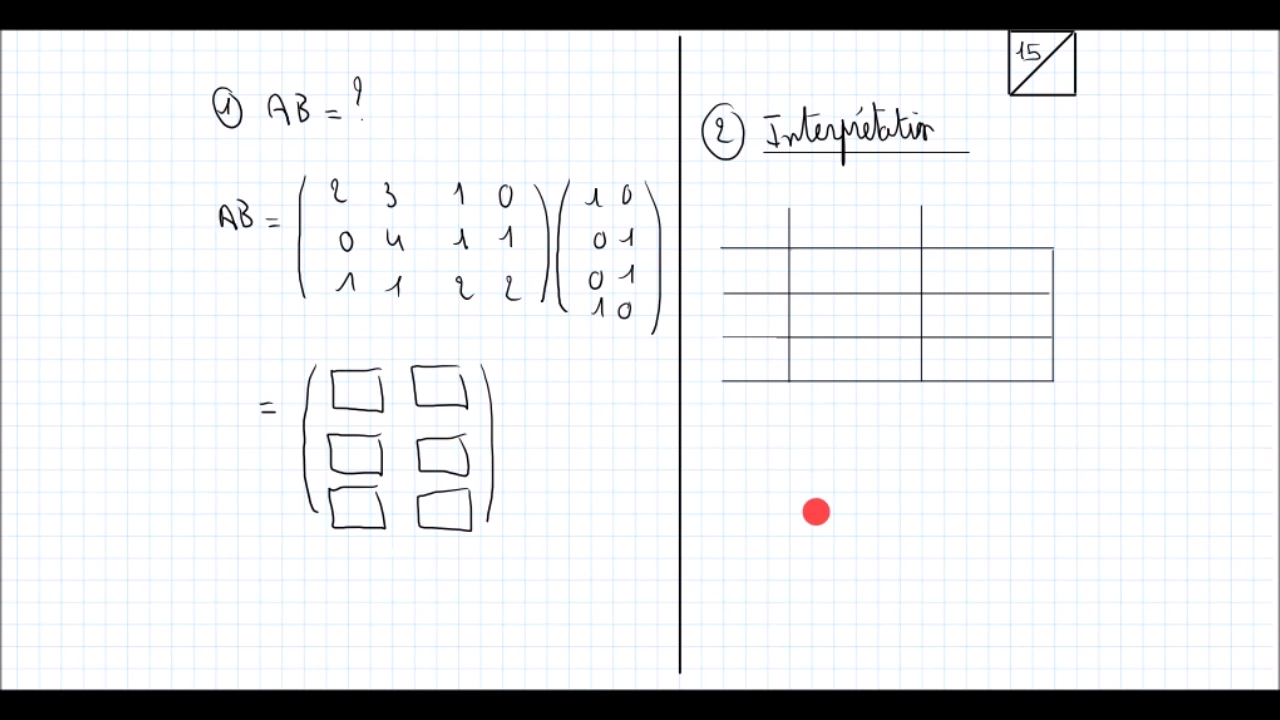 ① AB = ?
AB = ( 2 3 1 0 ) ( 1 0 )
0 4 1 1 0 1
1 1 2 2 0 1
1 0
=
15
② Interprétation